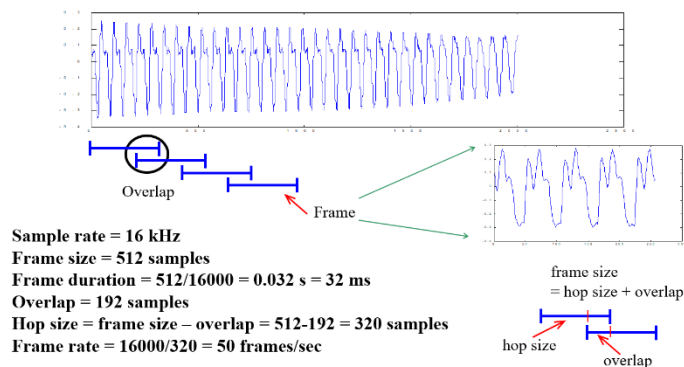 Overlap
Frame
Sample rate = 16 kHz
Frame size = 512 samples
Frame duration = 512/16000 = 0.032 s = 32 ms
Overlap = 192 samples
Hop size = frame size – overlap = 512-192 = 320 samples
Frame rate = 16000/320 = 50 frames/sec
frame size
= hop size + overlap
hop size
overlap